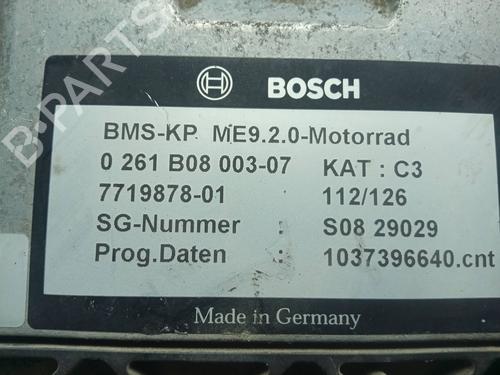 BOSCH
BMS-KP ME9.2.0-Motorrad
0 261 B08 003-07 KAT : C3
7719878-01 112/126
SG-Nummer : S08 29029
Prog.Daten : 1037396640.cnt
Made in Germany
B-PARTS